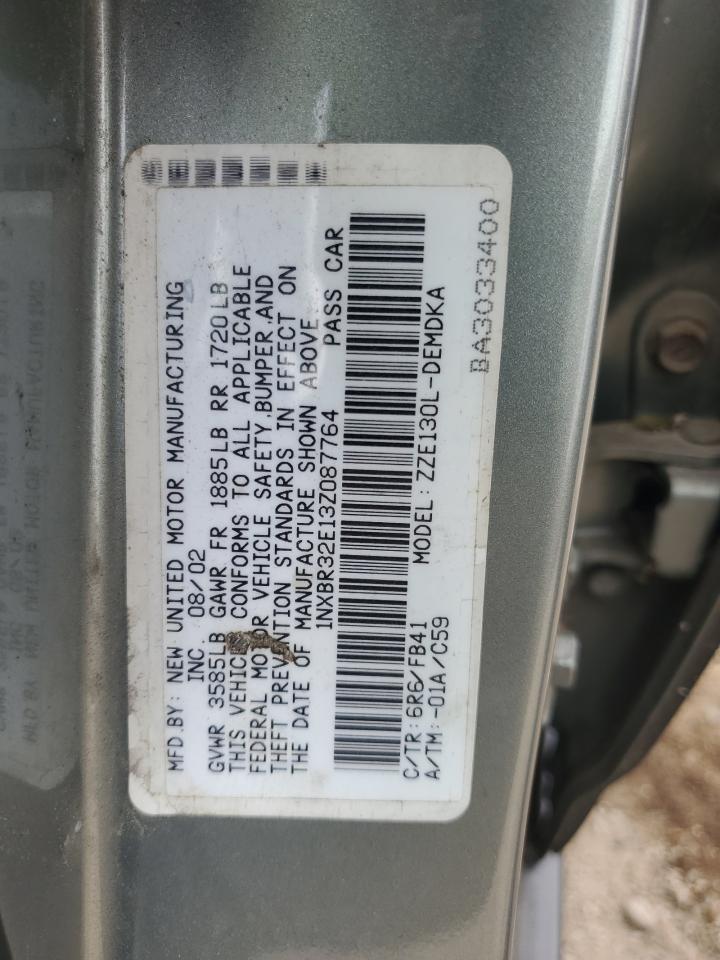 MFD.BY: NEW UNITED MOTOR MANUFACTURING
INC. 08/02
GVWR 3585LB GAWR FR 1885LB RR 1720LB
THIS VEHICLE CONFORMS TO ALL APPLICABLE
FEDERAL MOTOR VEHICLE SAFETY,BUMPER,AND
THEFT PREVENTION STANDARDS IN EFFECT ON
THE DATE OF MANUFACTURE SHOWN ABOVE.
1NXBR32E13Z087764 PASS CAR
C/TR: 6R6/FB41 MODEL: ZZE130L-DEMDKA
A/TM: -01A/C59
BA3033400